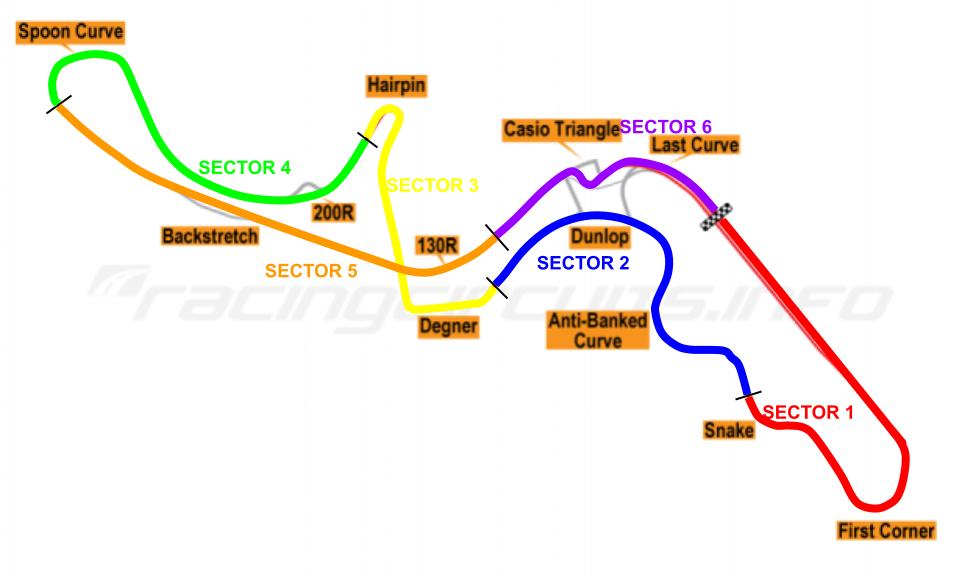 Spoon Curve
Hairpin
Casio Triangle
SECTOR 6
Last Curve
SECTOR 4
SECTOR 3
200R
Backstretch
130R
Dunlop
SECTOR 5
SECTOR 2
racingcircuits.info
Degner
Anti-Banked
Curve
SECTOR 1
Snake
First Corner